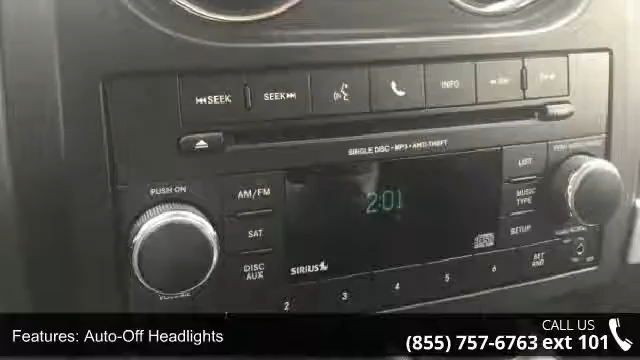 SEEK
SEEK
INFO
SINGLE DISC - MP3 - ANTI-THEFT
PUSH ON
AM/FM
SAT
DISC
AUX
2:01
SIRIUS
LIST
MUSIC
TYPE
SETUP
SET
RND
2
3
4
5
6
Features: Auto-Off Headlights
CALL US
(855) 757-6763 ext 101